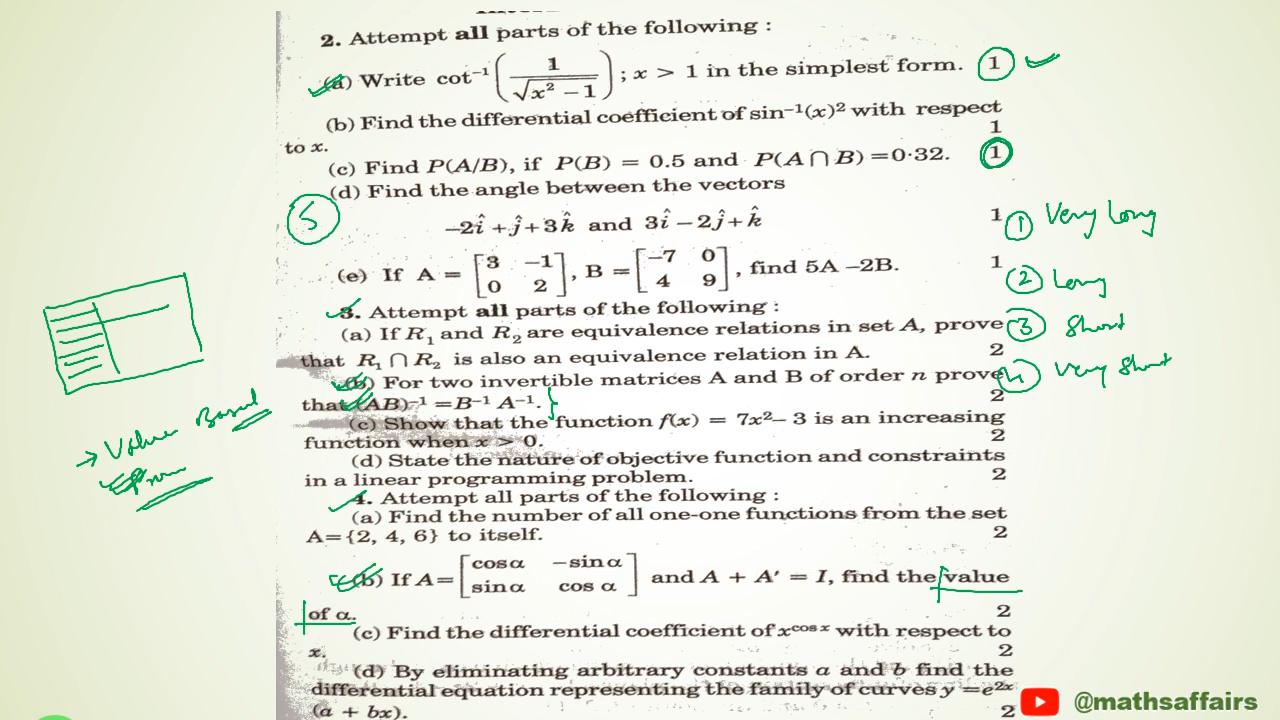 2. Attempt all parts of the following :
(a) Write cot⁻¹ ( 1 / √x² − 1 ) ; x > 1 in the simplest form. 1
(b) Find the differential coefficient of sin⁻¹(x)² with respect
to x. 1
(c) Find P(A/B), if P(B) = 0.5 and P(A ∩ B) = 0·32. 1
(d) Find the angle between the vectors
5
−2î + ĵ + 3k̂ and 3î − 2ĵ + k̂ 1
① Very Long
(e) If A = [3 −1 0 2], B = [−7 0 4 9], find 5A − 2B. 1
② Long
3. Attempt all parts of the following :
(a) If R₁ and R₂ are equivalence relations in set A, prove
③ Short
that R₁ ∩ R₂ is also an equivalence relation in A. 2
(b) For two invertible matrices A and B of order n prove
④ Very Short
that (AB)⁻¹ = B⁻¹ A⁻¹. 2
→ Value Based
(c) Show that the function f(x) = 7x² − 3 is an increasing
function when x > 0. 2
(d) State the nature of objective function and constraints
in a linear programming problem. 2
4. Attempt all parts of the following :
(a) Find the number of all one-one functions from the set
A={2, 4, 6} to itself. 2
(b) If A= [cosα −sinα sinα cos α] and A + A′ = I, find the value
of α. 2
(c) Find the differential coefficient of x^cos x with respect to
x. 2
(d) By eliminating arbitrary constants a and b find the
differential equation representing the family of curves y =e²ˣ
(a + bx). 2
@mathsaffairs